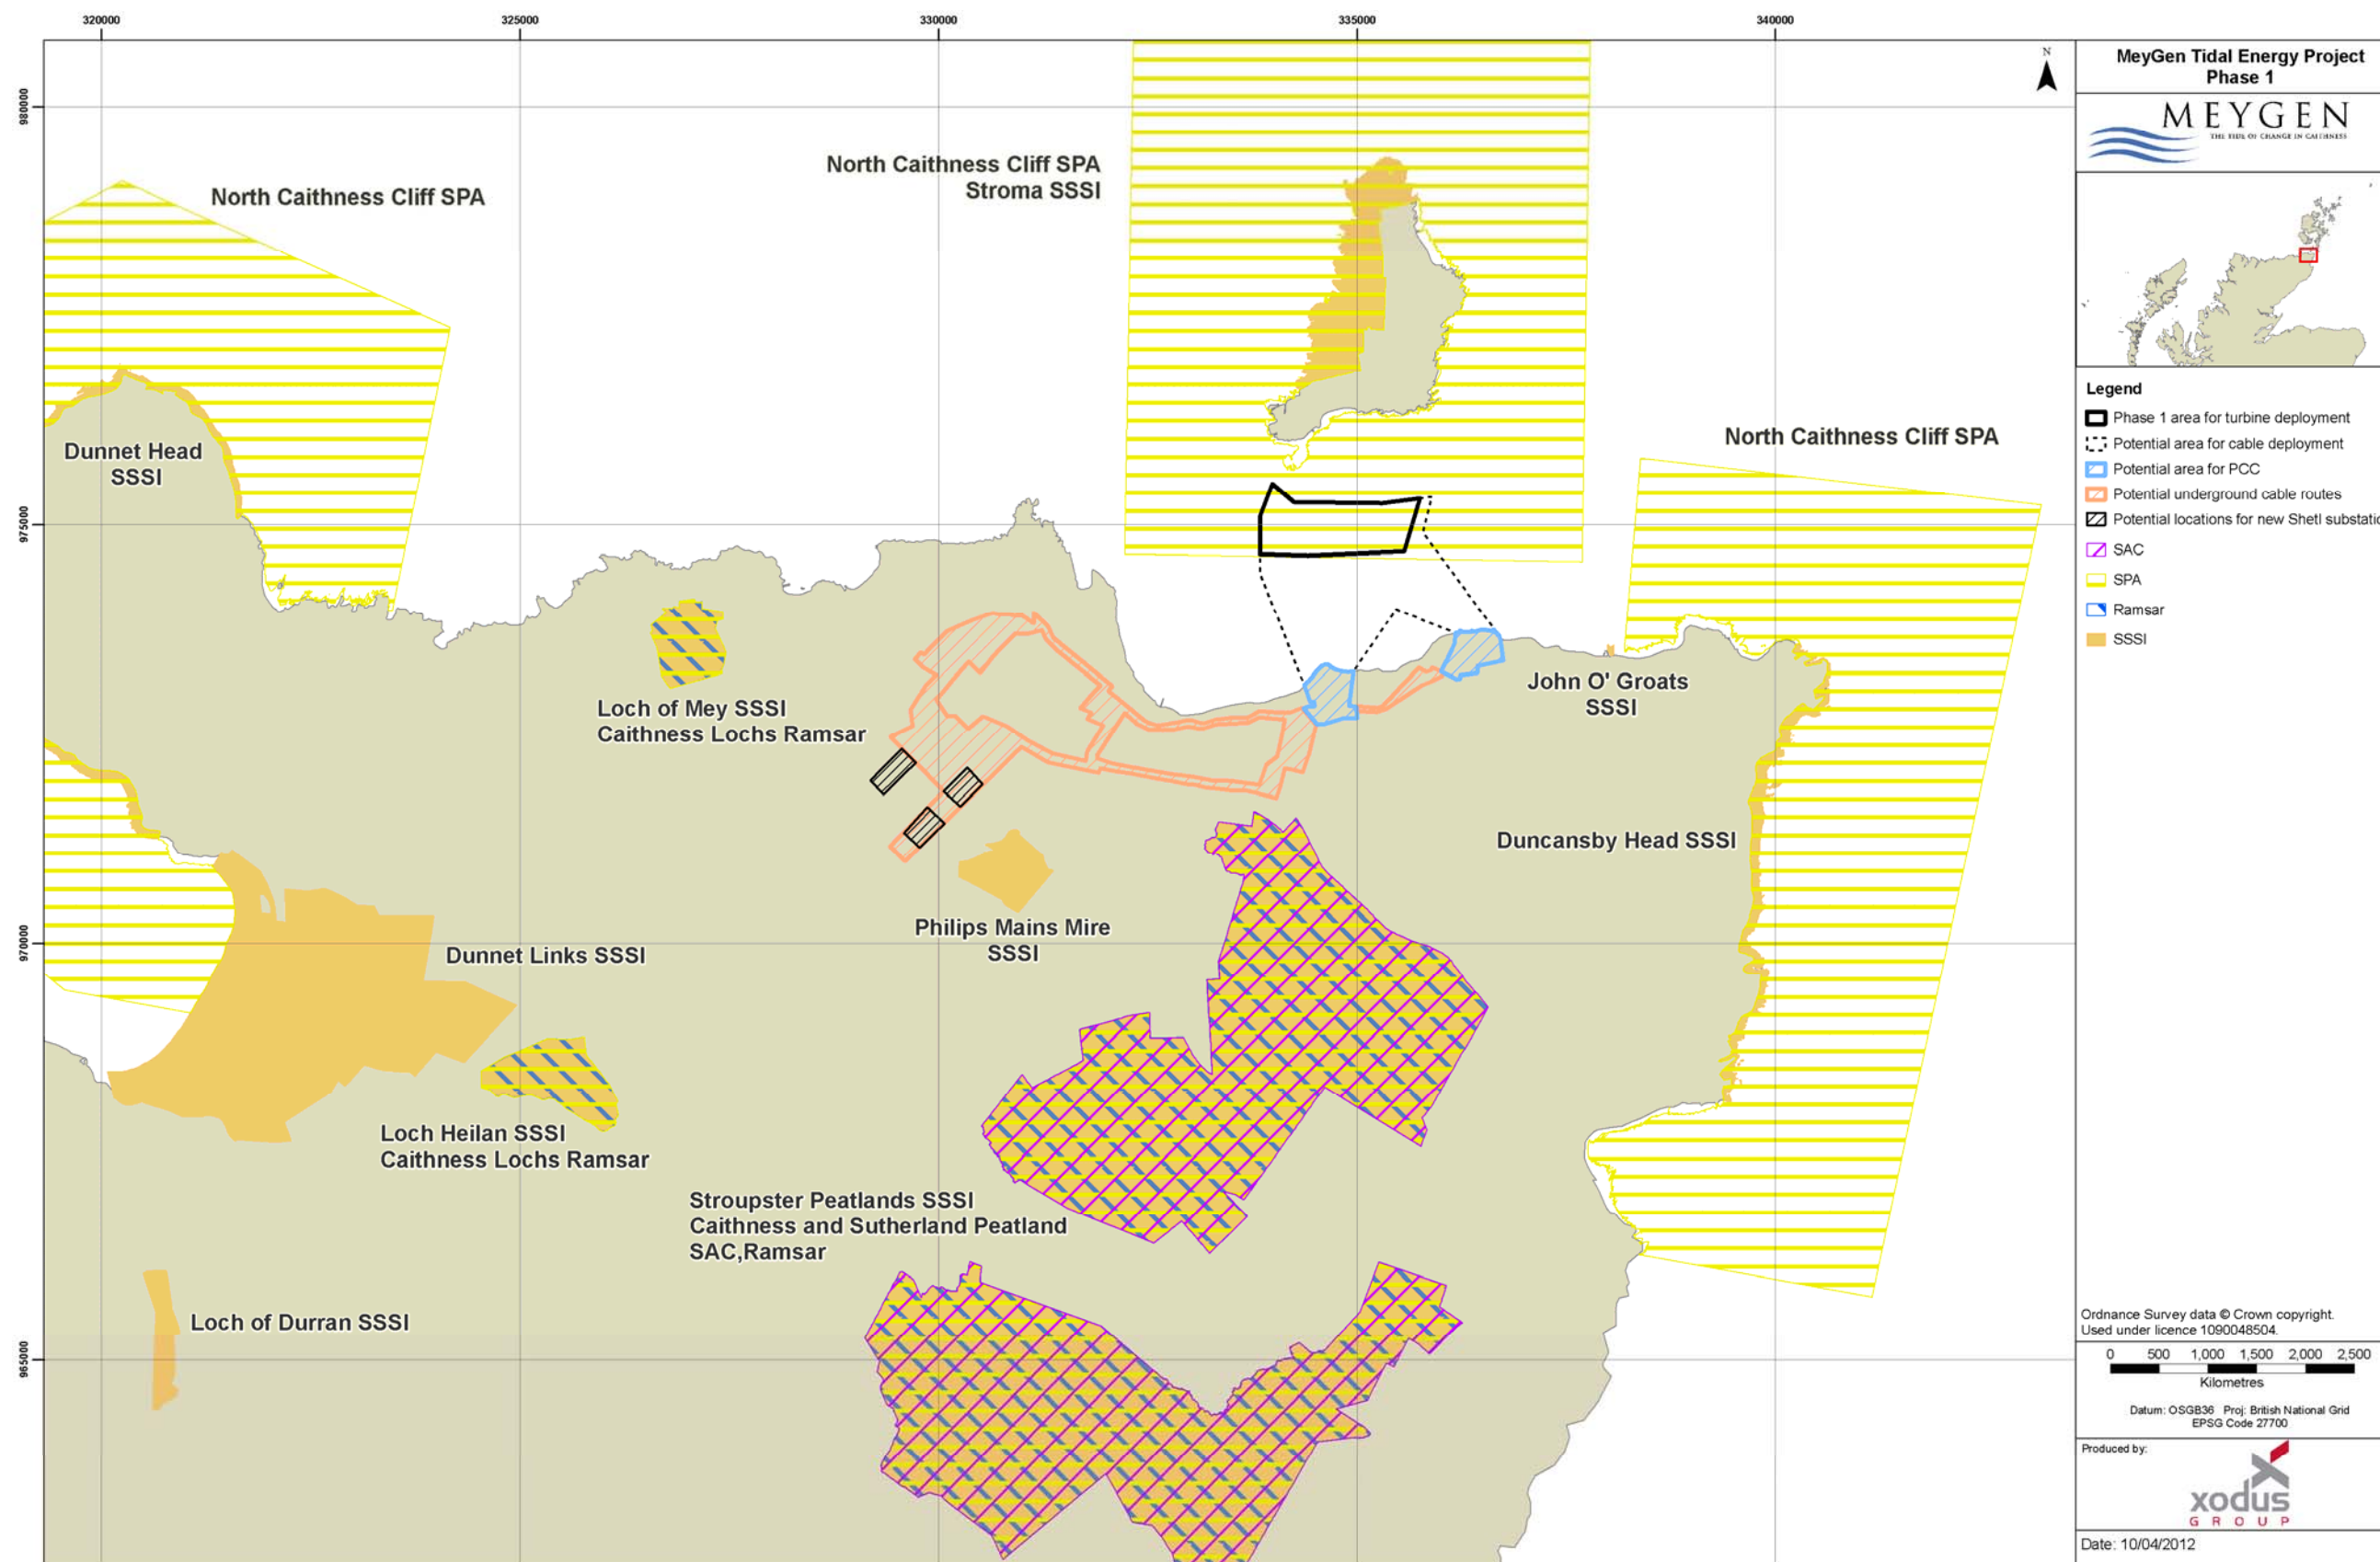 320000
325000
330000
335000
340000
980000
975000
970000
965000
North Caithness Cliff SPA
North Caithness Cliff SPA
Stroma SSSI
North Caithness Cliff SPA
Dunnet Head
SSSI
Loch of Mey SSSI
Caithness Lochs Ramsar
John O' Groats
SSSI
Duncansby Head SSSI
Philips Mains Mire
SSSI
Dunnet Links SSSI
Loch Heilan SSSI
Caithness Lochs Ramsar
Stroupster Peatlands SSSI
Caithness and Sutherland Peatland
SAC,Ramsar
Loch of Durran SSSI
N
MeyGen Tidal Energy Project
Phase 1
MEYGEN
THE TIDE OF CHANGE IN CAITHNESS
Legend
Phase 1 area for turbine deployment
Potential area for cable deployment
Potential area for PCC
Potential underground cable routes
Potential locations for new Shetl substatio
SAC
SPA
Ramsar
SSSI
Ordnance Survey data © Crown copyright.
Used under licence 1090048504.
0 500 1,000 1,500 2,000 2,500
Kilometres
Datum: OSGB36 Proj: British National Grid
EPSG Code 27700
Produced by:
xodus
GROUP
Date: 10/04/2012